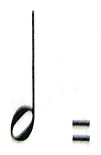 𝅗𝅥 =